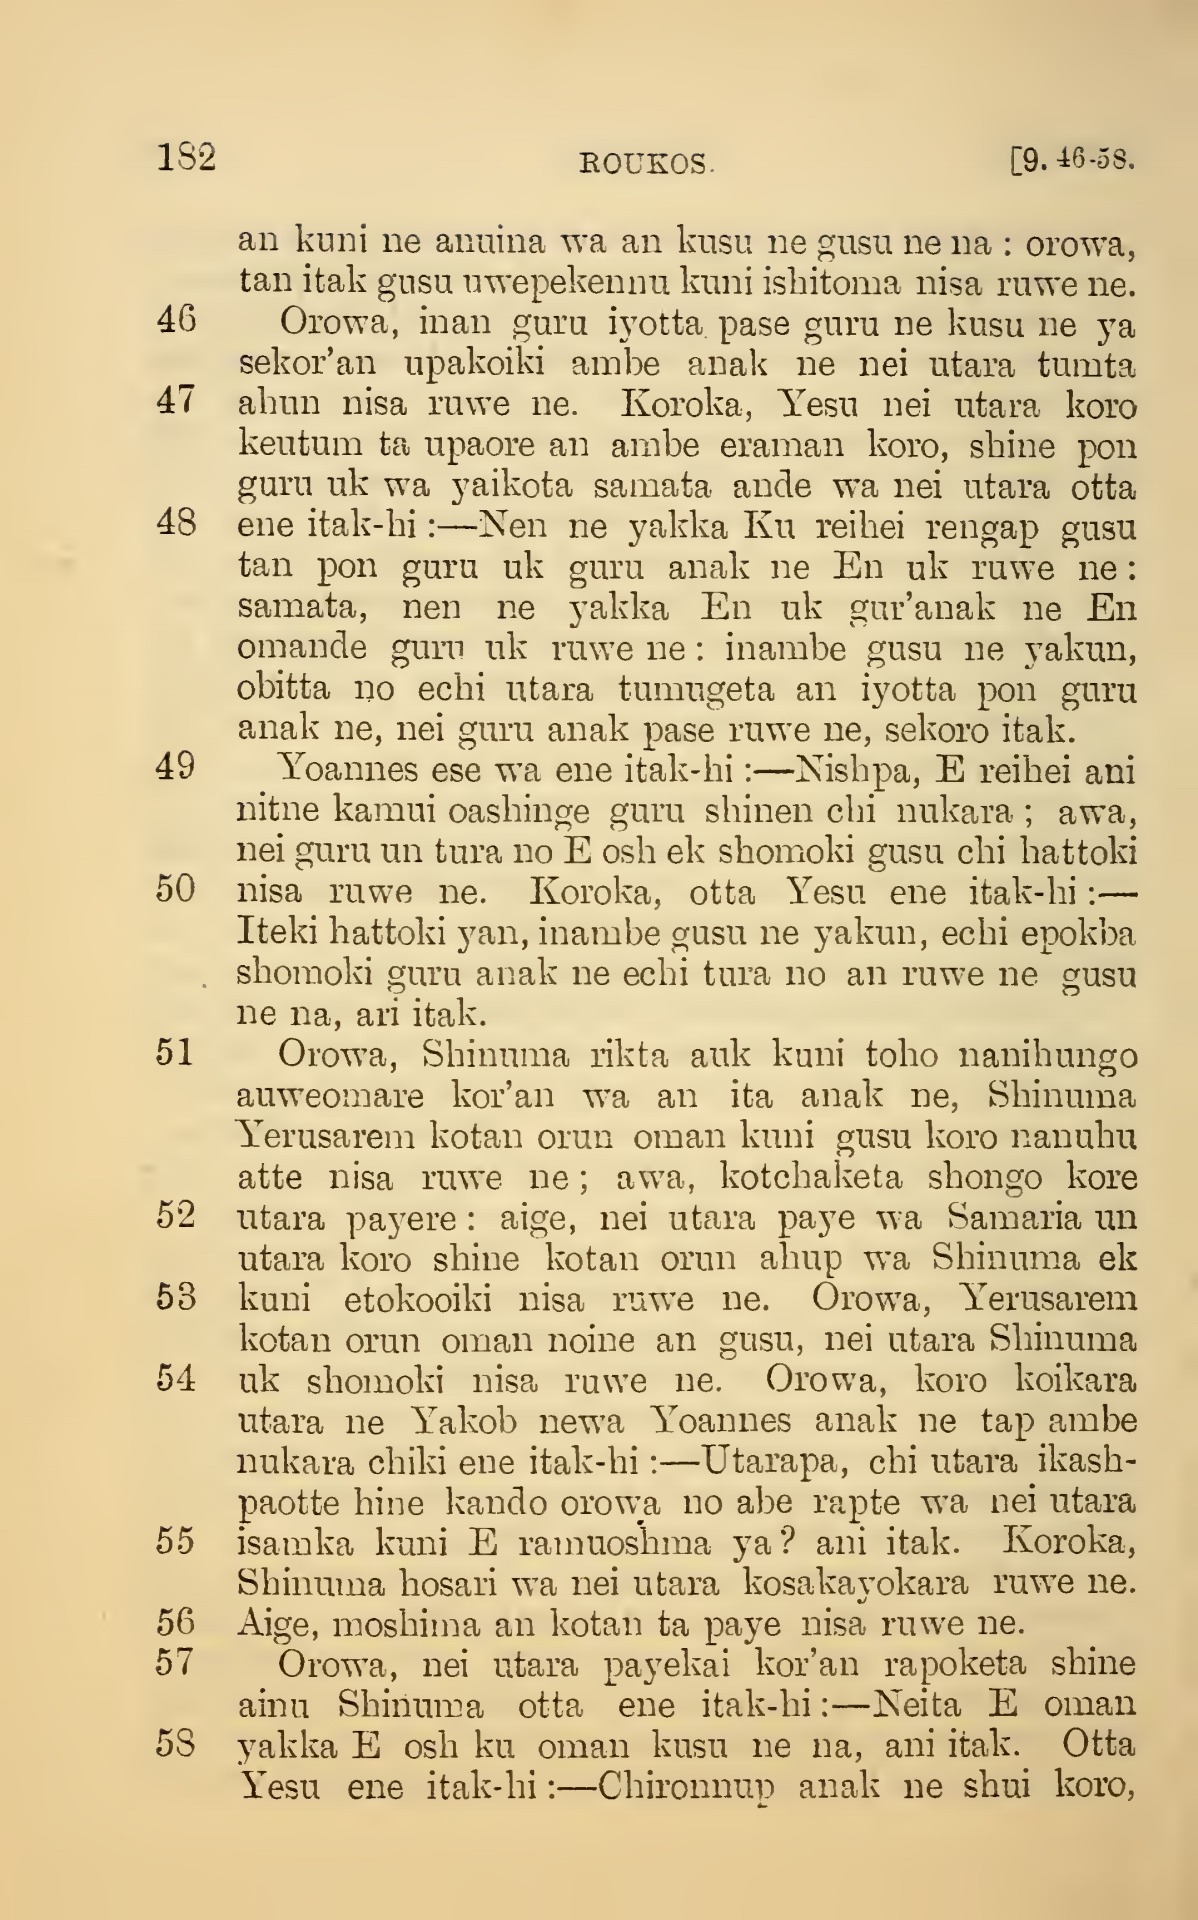 182 ROUKOS. [9. 46-58.
an kuni ne anuina wa an kusu ne gusu ne na : orowa,
tan itak gusu uwepekennu kuni ishitoma nisa ruwe ne.
46 Orowa, inan guru iyotta pase guru ne kusu ne ya
sekor'an upakoiki ambe anak ne nei utara tumta
47 ahun nisa ruwe ne. Koroka, Yesu nei utara koro
keutum ta upaore an ambe eraman koro, shine pon
guru uk wa yaikota samata ande wa nei utara otta
48 ene itak-hi :—Nen ne yakka Ku reihei rengap gusu
tan pon guru uk guru anak ne En uk ruwe ne :
samata, nen ne yakka En uk gur'anak ne En
omande guru uk ruwe ne : inambe gusu ne yakun,
obitta no echi utara tumugeta an iyotta pon guru
anak ne, nei guru anak pase ruwe ne, sekoro itak.
49 Yoannes ese wa ene itak-hi :—Nishpa, E reihei ani
nitne kamui oashinge guru shinen chi nukara ; awa,
nei guru un tura no E osh ek shomoki gusu chi hattoki
50 nisa ruwe ne. Koroka, otta Yesu ene itak-hi :—
Iteki hattoki yan, inambe gusu ne yakun, echi epokba
shomoki guru anak ne echi tura no an ruwe ne gusu
ne na, ari itak.
51 Orowa, Shinuma rikta auk kuni toho nanihungo
auweomare kor'an wa an ita anak ne, Shinuma
Yerusarem kotan orun oman kuni gusu koro nanuhu
atte nisa ruwe ne ; awa, kotchaketa shongo kore
52 utara payere : aige, nei utara paye wa Samaria un
utara koro shine kotan orun ahup wa Shinuma ek
53 kuni etokooiki nisa ruwe ne. Orowa, Yerusarem
kotan orun oman noine an gusu, nei utara Shinuma
54 uk shomoki nisa ruwe ne. Orowa, koro koikara
utara ne Yakob newa Yoannes anak ne tap ambe
nukara chiki ene itak-hi :—Utarapa, chi utara ikash-
paotte hine kando orowa no abe rapte wa nei utara
55 isamka kuni E ramuoshma ya? ani itak. Koroka,
Shinuma hosari wa nei utara kosakayokara ruwe ne.
56 Aige, moshima an kotan ta paye nisa ruwe ne.
57 Orowa, nei utara payekai kor'an rapoketa shine
ainu Shinuma otta ene itak-hi :—Neita E oman
58 yakka E osh ku oman kusu ne na, ani itak. Otta
Yesu ene itak-hi :—Chironnup anak ne shui koro,